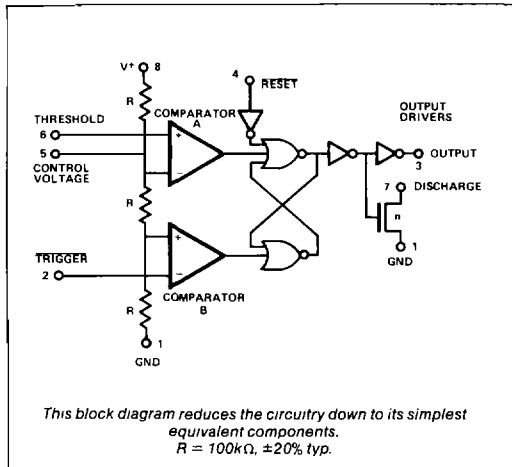 V+ 8
R
THRESHOLD
6
5
CONTROL
VOLTAGE
COMPARATOR
A
+
−
4
RESET
OUTPUT
DRIVERS
OUTPUT
3
7 DISCHARGE
n
1
GND
R
+
−
TRIGGER
2
COMPARATOR
B
R
1
GND
This block diagram reduces the circuitry down to its simplest
equivalent components.
R = 100kΩ, ±20% typ.